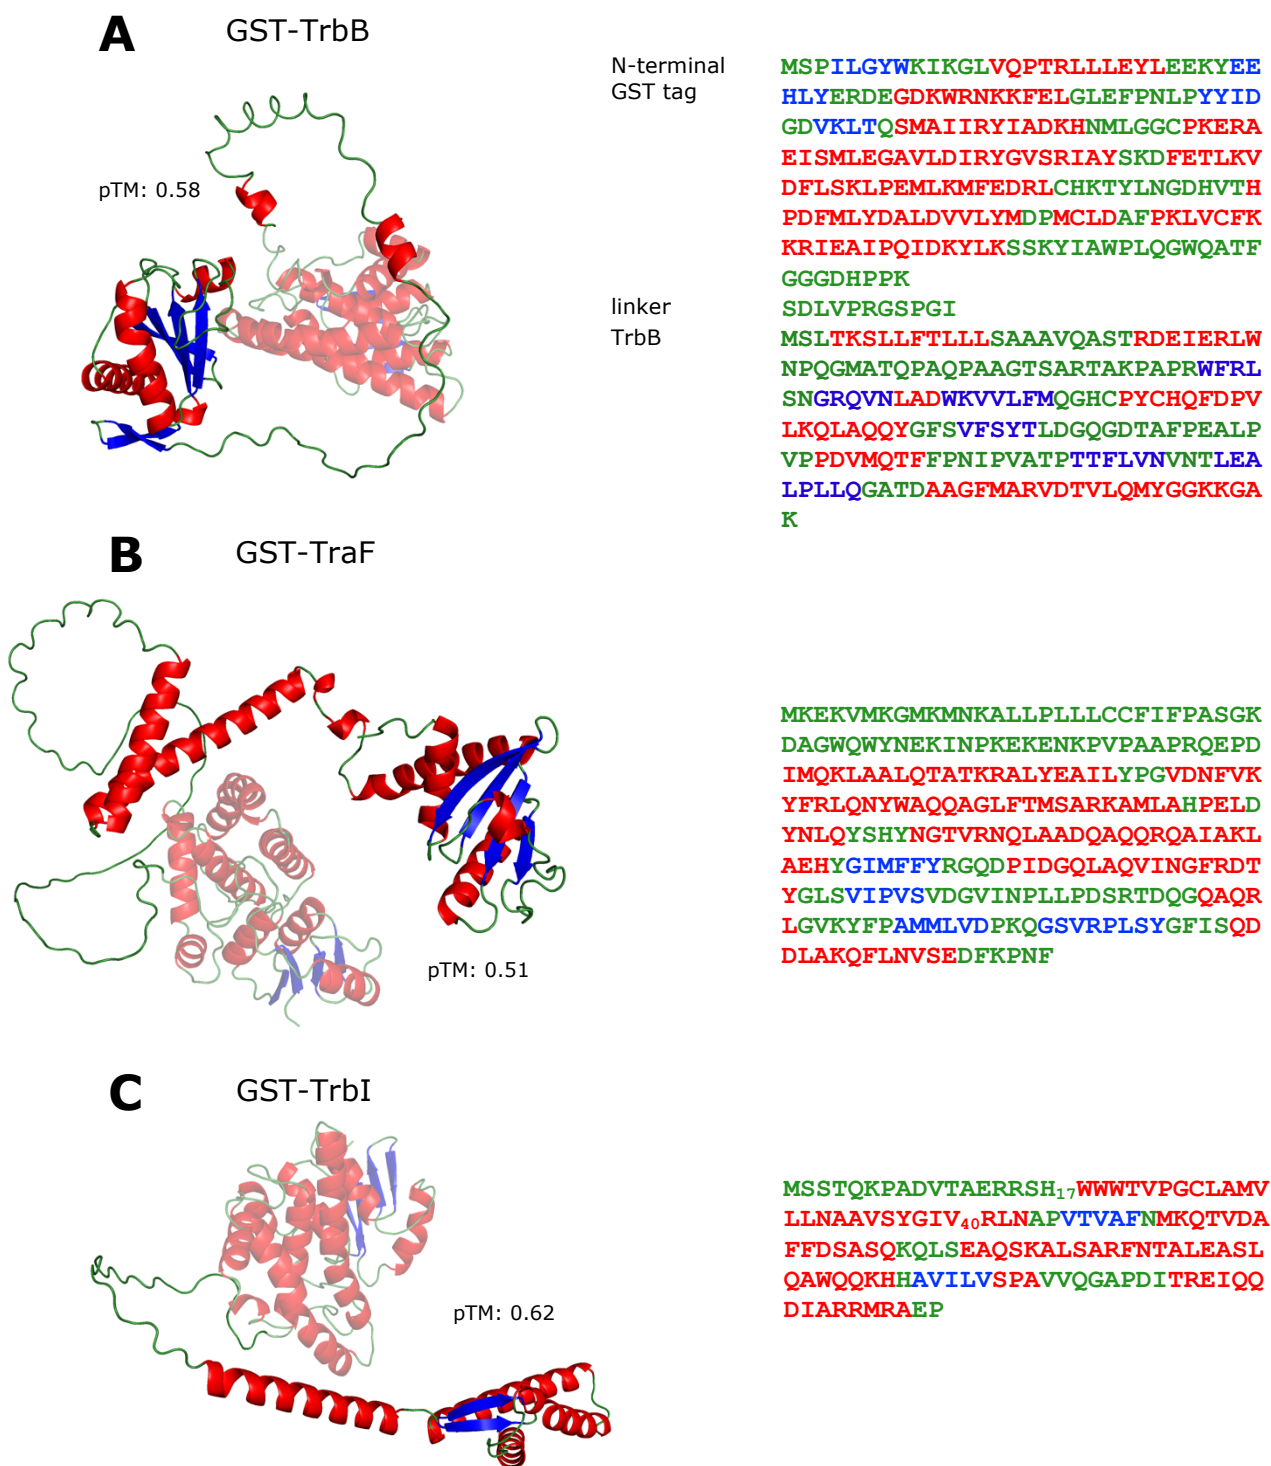 A
GST-TrbB
pTM: 0.58
N-terminal
GST tag
MSPILGYWKIKGLVQPTRLLLEYLEEKYEE
HLYERDEGDKWRNKKFELGLEFPNLPYYID
GDVKLTQSMAIIRYIADKHNMLGGCPKERA
EISMLEGAVLDIRYGVSRIAYSKDFETLKV
DFLSKLPEMLKMFEDRLCHKTYLNGDHVTH
PDFMLYDALDVVLYMDPMCLDAFPKLVCFK
KRIEAIPQIDKYLKSSKYIAWPLQGWQATF
GGGDHPPK
linker
SDLVPRGSPGI
TrbB
MSLTKSLLFTLLLSAAAVQASTRDEIERLW
NPQGMATQPAQPAAGTSARTAKPAPRWFRL
SNGRQVNLADWKVVLFMQGHCPYCHQFDPV
LKQLAQQYGFSVFSYTLDGQGDTAFPEALP
VPPDVMQTFFPNIPVATPTTFLVNVNTLEA
LPLLQGATDAAGFMARVDTVLQMYGGKKGA
K
B
GST-TraF
pTM: 0.51
MKEKVMKGMKMNKALLPLLLCCFIFPASGK
DAGWQWYNEKINPKEKENKPVPAAPRQEPD
IMQKLAALQTATKRALYEAILYPGVDNFVK
YFRLQNYWAQQAGLFTMSARKAMLAHPELD
YNLQYSHYNGTVRNQLAADQAQQRQAIAKL
AEHYGIMFFYRGQDPIDGQLAQVINGFRDT
YGLSVIPVSVDGVINPLLPDSRTDQGQAQR
LGVKYFPAMMLVDPKQGSVRPLSYGFISQD
DLAKQFLNVSEDFKPNF
C
GST-TrbI
pTM: 0.62
MSSTQKPADVTAERRSH17WWWTVPGCLAMV
LLNAAVSYGIV40RLNAPVTVAFNMKQTVDA
FFDSASQKQLSEAQSKALSARFNTALEASL
QAWQQKHHAVILVSPAVVQGAPDITREIQQ
DIARRMRAEP